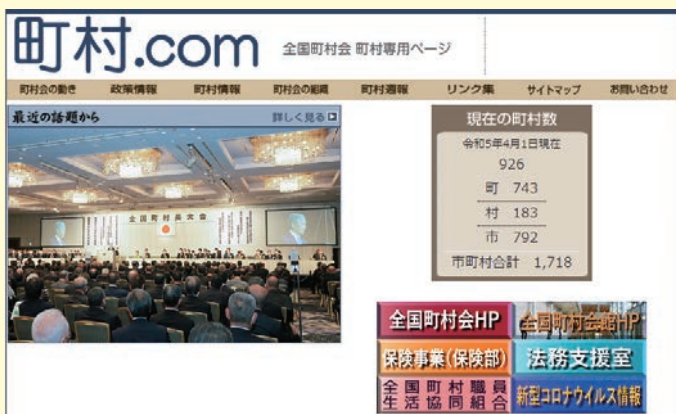 町村.com 全国町村会 町村専用ページ
町村会の動き 政策情報 町村情報 町村会の組織 町村週報 リンク集 サイトマップ お問い合わせ
最近の話題から 詳しく見る
全国町村長大会
現在の町村数
令和5年4月1日現在
926
町 743
村 183
市 792
市町村合計 1,718
全国町村会HP
全国町村会館HP
保険事業(保険部)
法務支援室
全国町村職員
生活協同組合
新型コロナウイルス情報